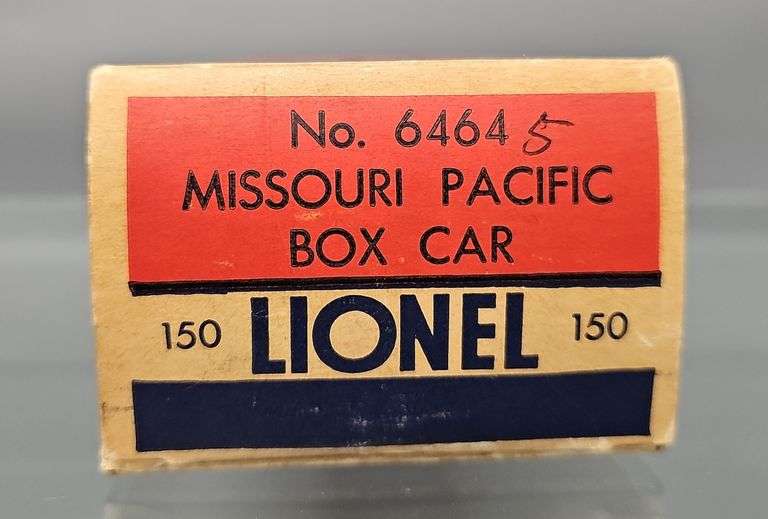 No. 6464 5
MISSOURI PACIFIC
BOX CAR
150 LIONEL 150